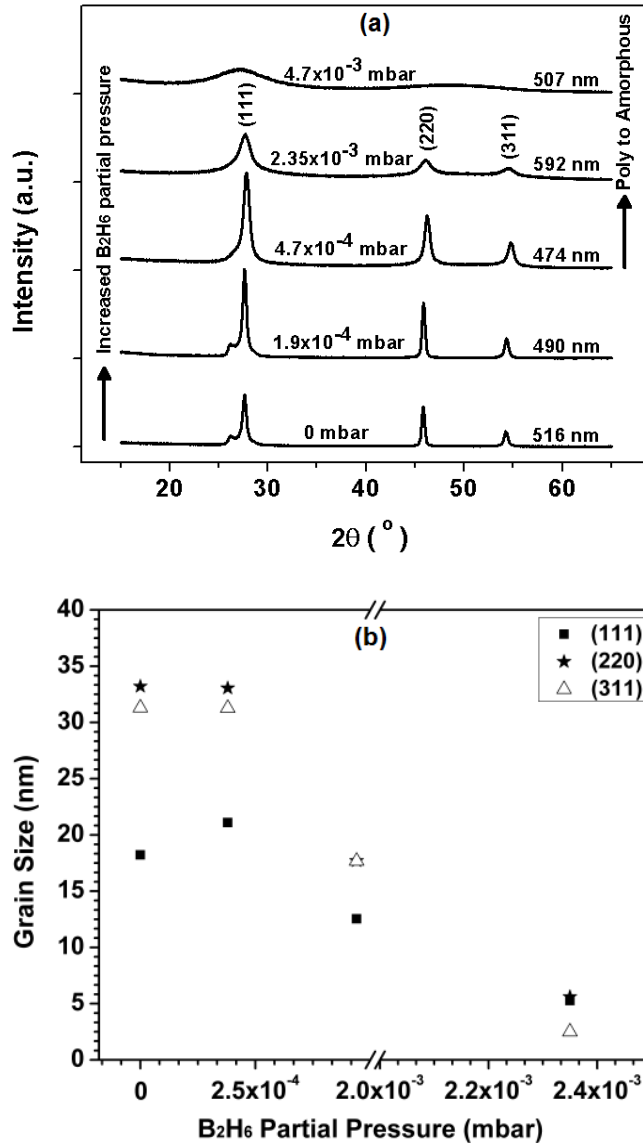 (a)
4.7x10⁻³ mbar
507 nm
(111)
(220)
(311)
2.35x10⁻³ mbar
592 nm
4.7x10⁻⁴ mbar
474 nm
1.9x10⁻⁴ mbar
490 nm
0 mbar
516 nm
Increased B₂H₆ partial pressure
Poly to Amorphous
Intensity (a.u.)
20 30 40 50 60
2θ ( ° )
(b)
(111)
(220)
(311)
40
35
30
25
20
15
10
5
0
Grain Size (nm)
0 2.5x10⁻⁴ 2.0x10⁻³ 2.2x10⁻³ 2.4x10⁻³
B₂H₆ Partial Pressure (mbar)